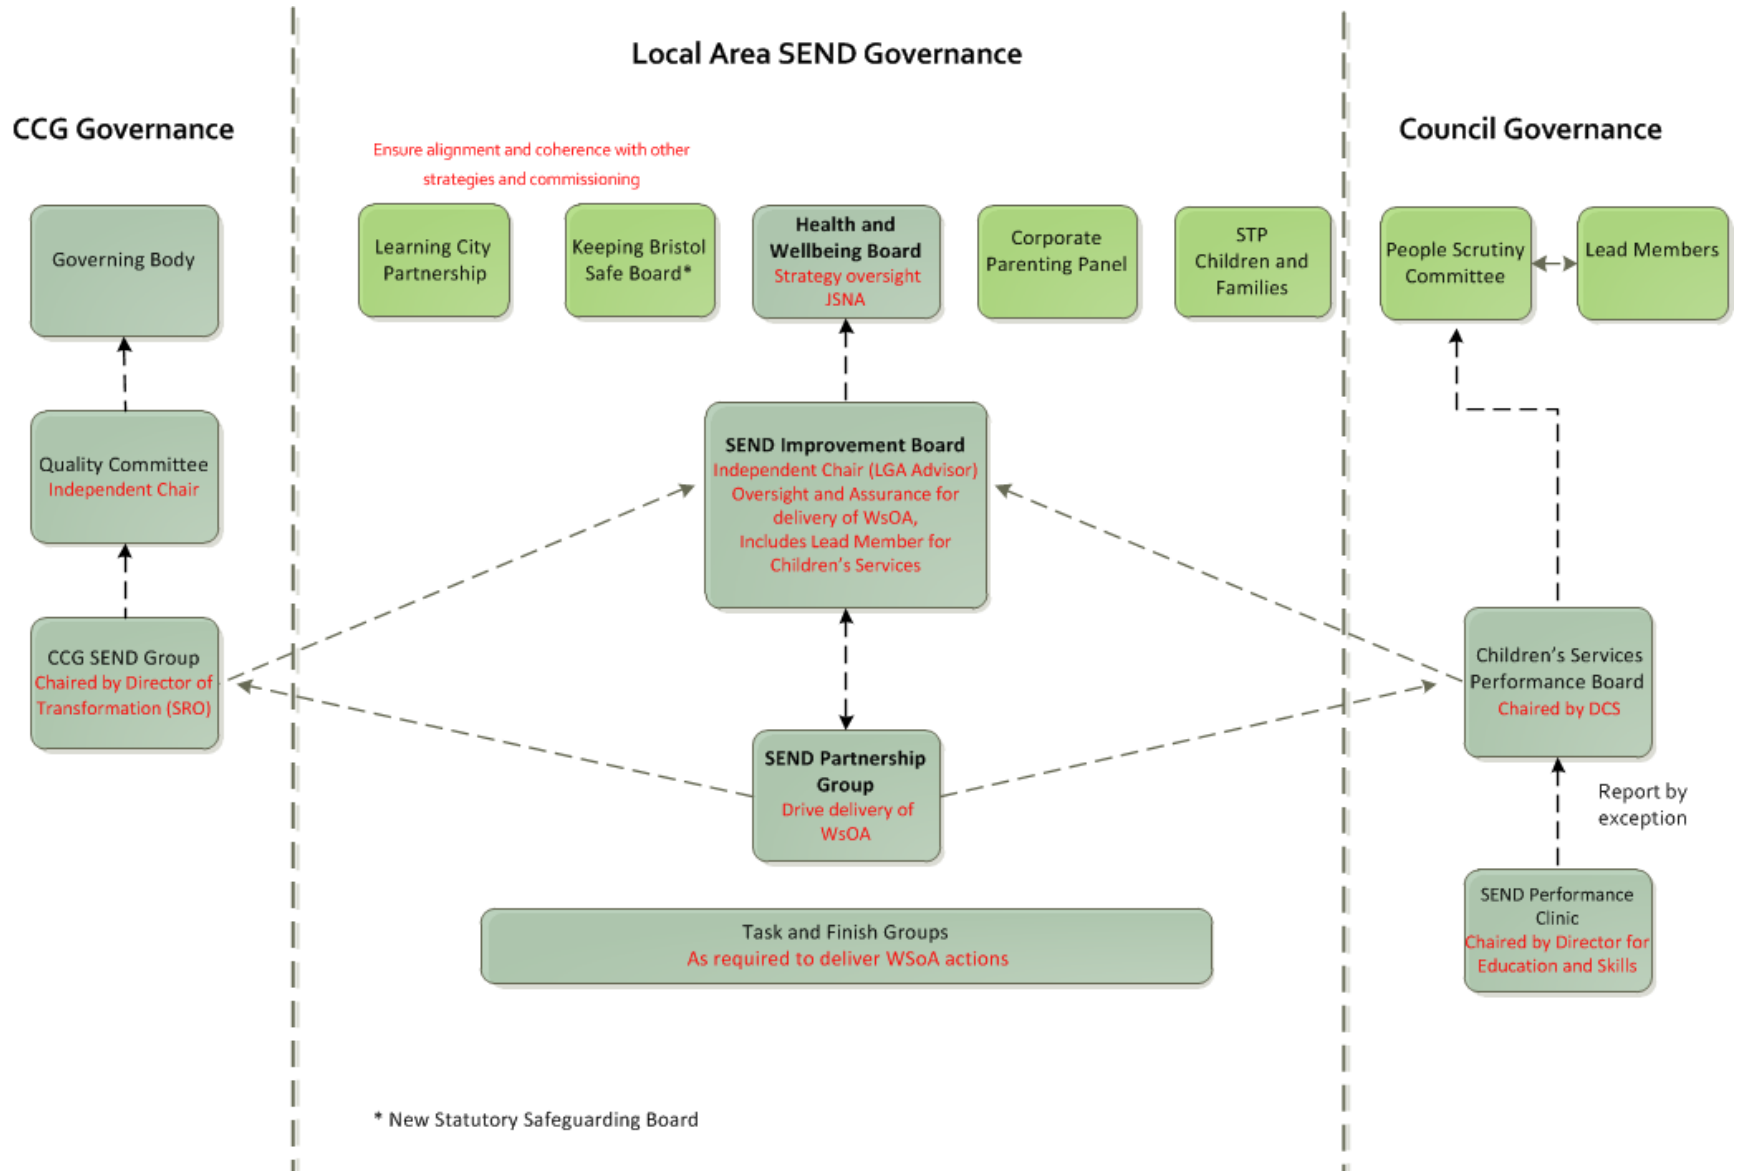 Local Area SEND Governance
CCG Governance
Council Governance
Ensure alignment and coherence with other
strategies and commissioning
Governing Body
Learning City
Partnership
Keeping Bristol
Safe Board*
Health and
Wellbeing Board
Strategy oversight
JSNA
Corporate
Parenting Panel
STP
Children and
Families
People Scrutiny
Committee
Lead Members
Quality Committee
Independent Chair
SEND Improvement Board
Independent Chair (LGA Advisor)
Oversight and Assurance for
delivery of WsOA,
Includes Lead Member for
Children's Services
CCG SEND Group
Chaired by Director of
Transformation (SRO)
Children's Services
Performance Board
Chaired by DCS
SEND Partnership
Group
Drive delivery of
WsOA
Report by
exception
SEND Performance
Clinic
Chaired by Director for
Education and Skills
Task and Finish Groups
As required to deliver WSoA actions
* New Statutory Safeguarding Board